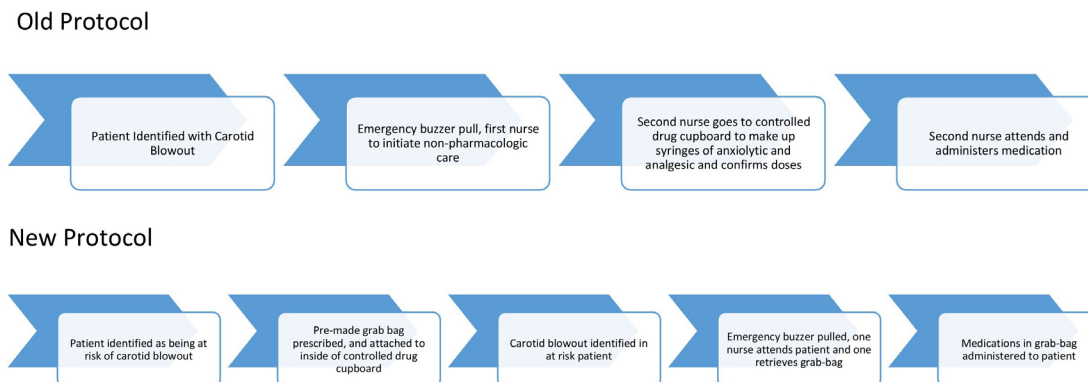 Old Protocol
Patient Identified with Carotid
Blowout
Emergency buzzer pull, first nurse
to initiate non-pharmacologic
care
Second nurse goes to controlled
drug cupboard to make up
syringes of anxiolytic and
analgesic and confirms doses
Second nurse attends and
administers medication
New Protocol
Patient identified as being at
risk of carotid blowout
Pre-made grab bag
prescribed, and attached to
inside of controlled drug
cupboard
Carotid blowout identified in
at risk patient
Emergency buzzer pulled, one
nurse attends patient and one
retrieves grab-bag
Medications in grab-bag
administered to patient